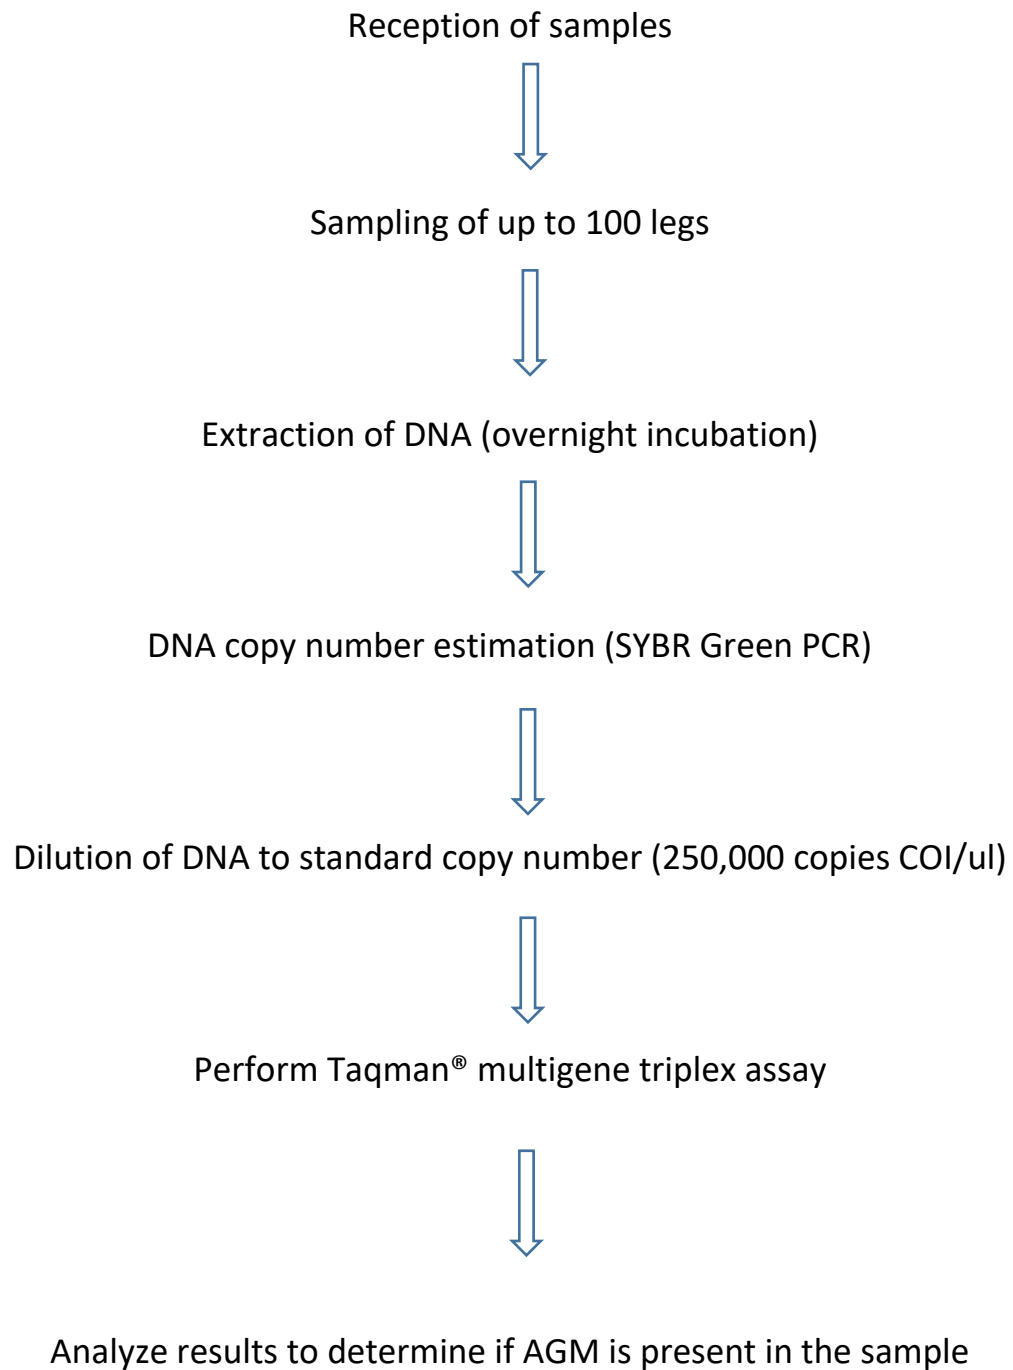 Reception of samples
Sampling of up to 100 legs
Extraction of DNA (overnight incubation)
DNA copy number estimation (SYBR Green PCR)
Dilution of DNA to standard copy number (250,000 copies COI/ul)
Perform Taqman® multigene triplex assay
Analyze results to determine if AGM is present in the sample